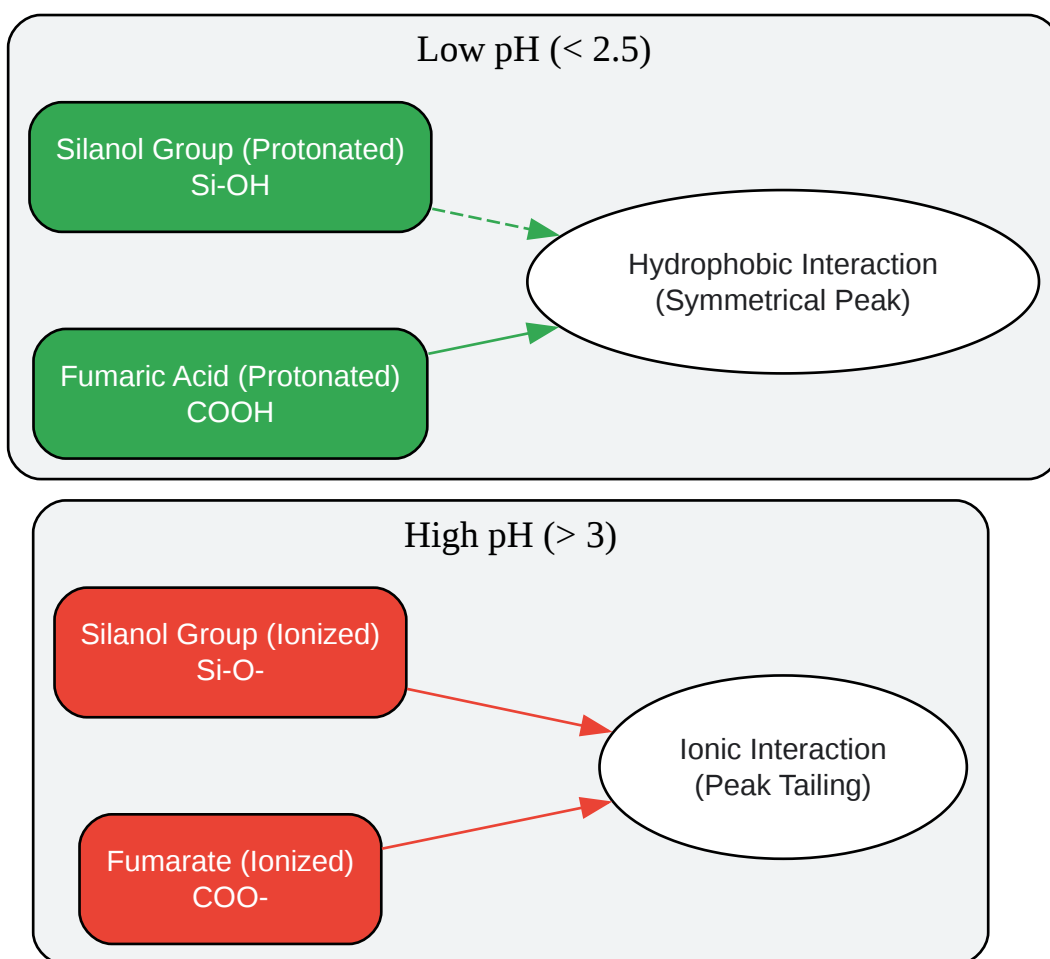 Low pH (< 2.5)
Silanol Group (Protonated)
Si-OH
Hydrophobic Interaction
(Symmetrical Peak)
Fumaric Acid (Protonated)
COOH
High pH (> 3)
Silanol Group (Ionized)
Si-O-
Ionic Interaction
(Peak Tailing)
Fumarate (Ionized)
COO-